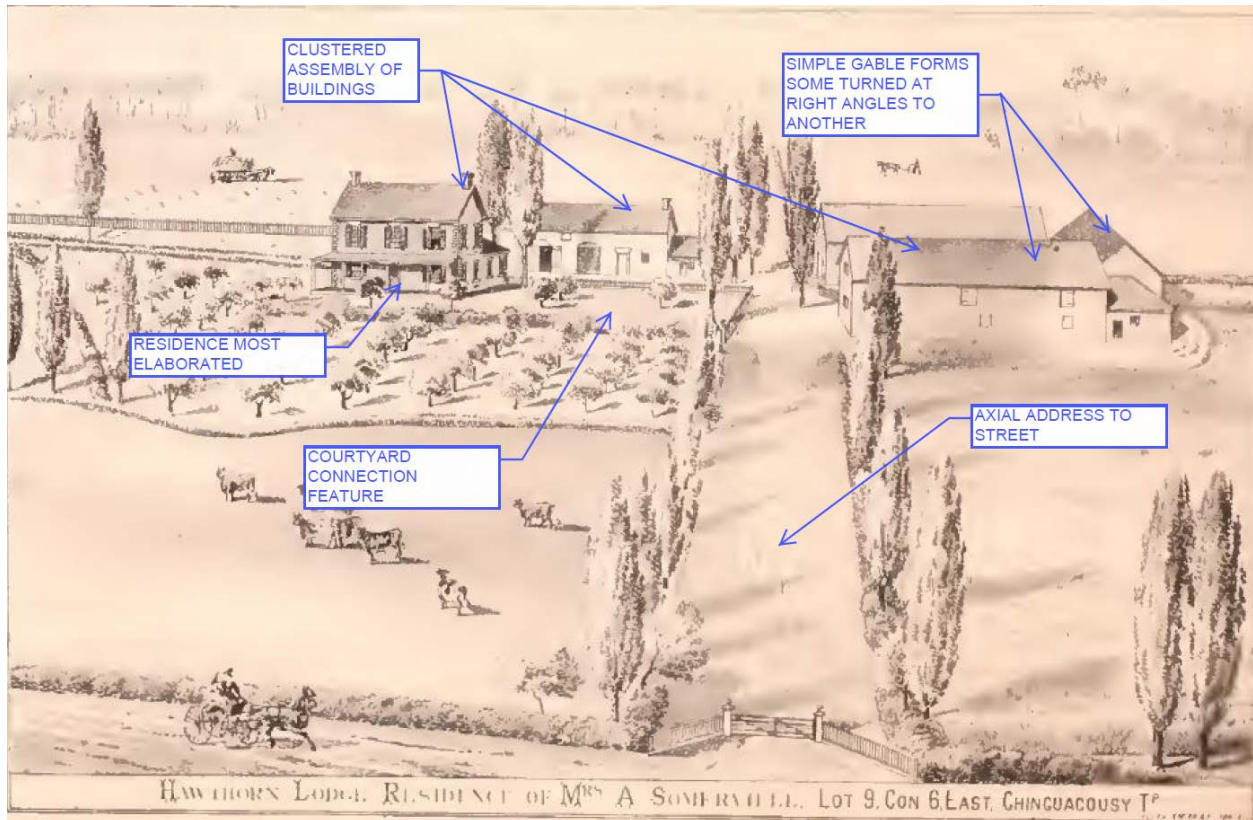 CLUSTERED
ASSEMBLY OF
BUILDINGS
SIMPLE GABLE FORMS
SOME TURNED AT
RIGHT ANGLES TO
ANOTHER
RESIDENCE MOST
ELABORATED
AXIAL ADDRESS TO
STREET
COURTYARD
CONNECTION
FEATURE
HAWTHORN LODGE, RESIDENCE OF MRS A SOMERVILLE, LOT 9, CON 6, EAST, CHINGUACOUSY TP